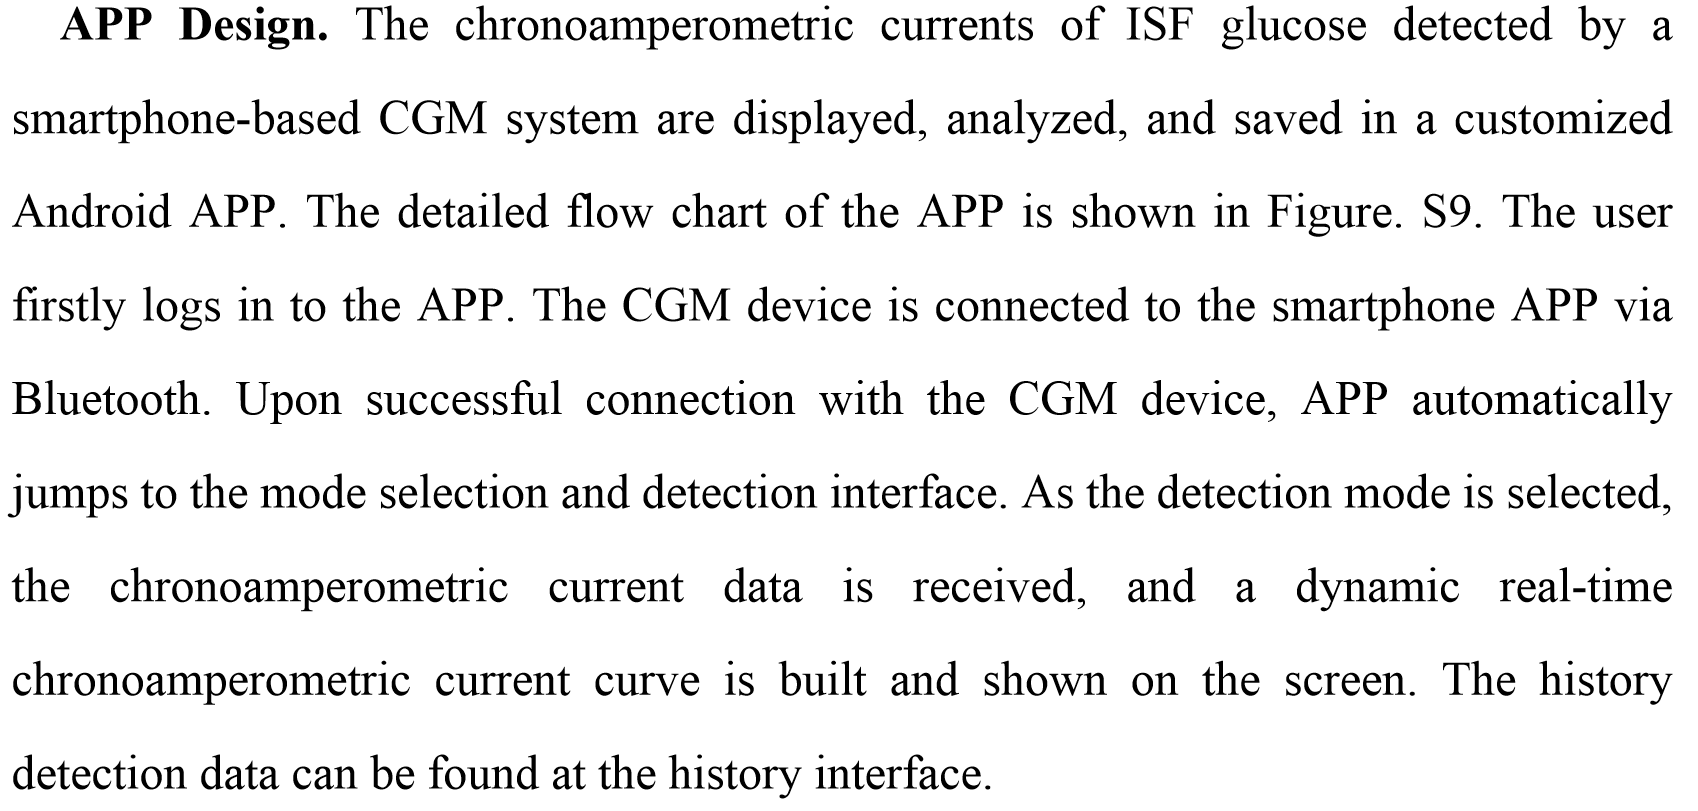 APP Design. The chronoamperometric currents of ISF glucose detected by a
smartphone-based CGM system are displayed, analyzed, and saved in a customized
Android APP. The detailed flow chart of the APP is shown in Figure. S9. The user
firstly logs in to the APP. The CGM device is connected to the smartphone APP via
Bluetooth. Upon successful connection with the CGM device, APP automatically
jumps to the mode selection and detection interface. As the detection mode is selected,
the chronoamperometric current data is received, and a dynamic real-time
chronoamperometric current curve is built and shown on the screen. The history
detection data can be found at the history interface.